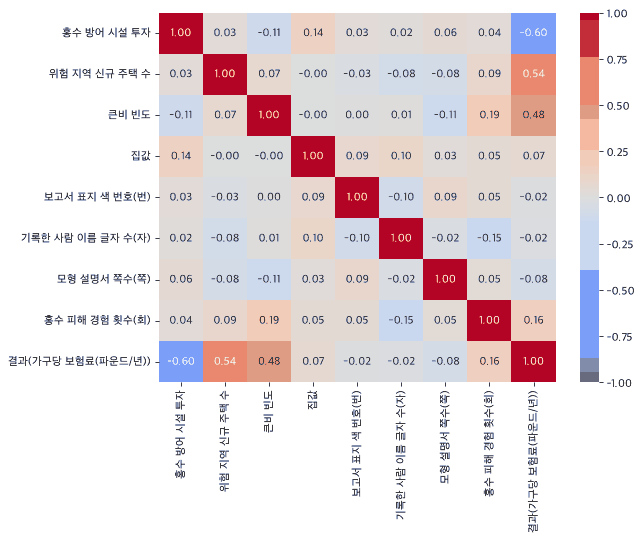 홍수 방어 시설 투자 1.00 0.03 -0.11 0.14 0.03 0.02 0.06 0.04 -0.60
위험 지역 신규 주택 수 0.03 1.00 0.07 -0.00 -0.03 -0.08 -0.08 0.09 0.54
큰비 빈도 -0.11 0.07 1.00 -0.00 0.00 0.01 -0.11 0.19 0.48
집값 0.14 -0.00 -0.00 1.00 0.09 0.10 0.03 0.05 0.07
보고서 표지 색 번호(번) 0.03 -0.03 0.00 0.09 1.00 -0.10 0.09 0.05 -0.02
기록한 사람 이름 글자 수(자) 0.02 -0.08 0.01 0.10 -0.10 1.00 -0.02 -0.15 -0.02
모형 설명서 쪽수(쪽) 0.06 -0.08 -0.11 0.03 0.09 -0.02 1.00 0.05 -0.08
홍수 피해 경험 횟수(회) 0.04 0.09 0.19 0.05 0.05 -0.15 0.05 1.00 0.16
결과(가구당 보험료(파운드/년)) -0.60 0.54 0.48 0.07 -0.02 -0.02 -0.08 0.16 1.00
홍수 방어 시설 투자
위험 지역 신규 주택 수
큰비 빈도
집값
보고서 표지 색 번호(번)
기록한 사람 이름 글자 수(자)
모형 설명서 쪽수(쪽)
홍수 피해 경험 횟수(회)
결과(가구당 보험료(파운드/년))
1.00
0.75
0.50
0.25
0.00
-0.25
-0.50
-0.75
-1.00